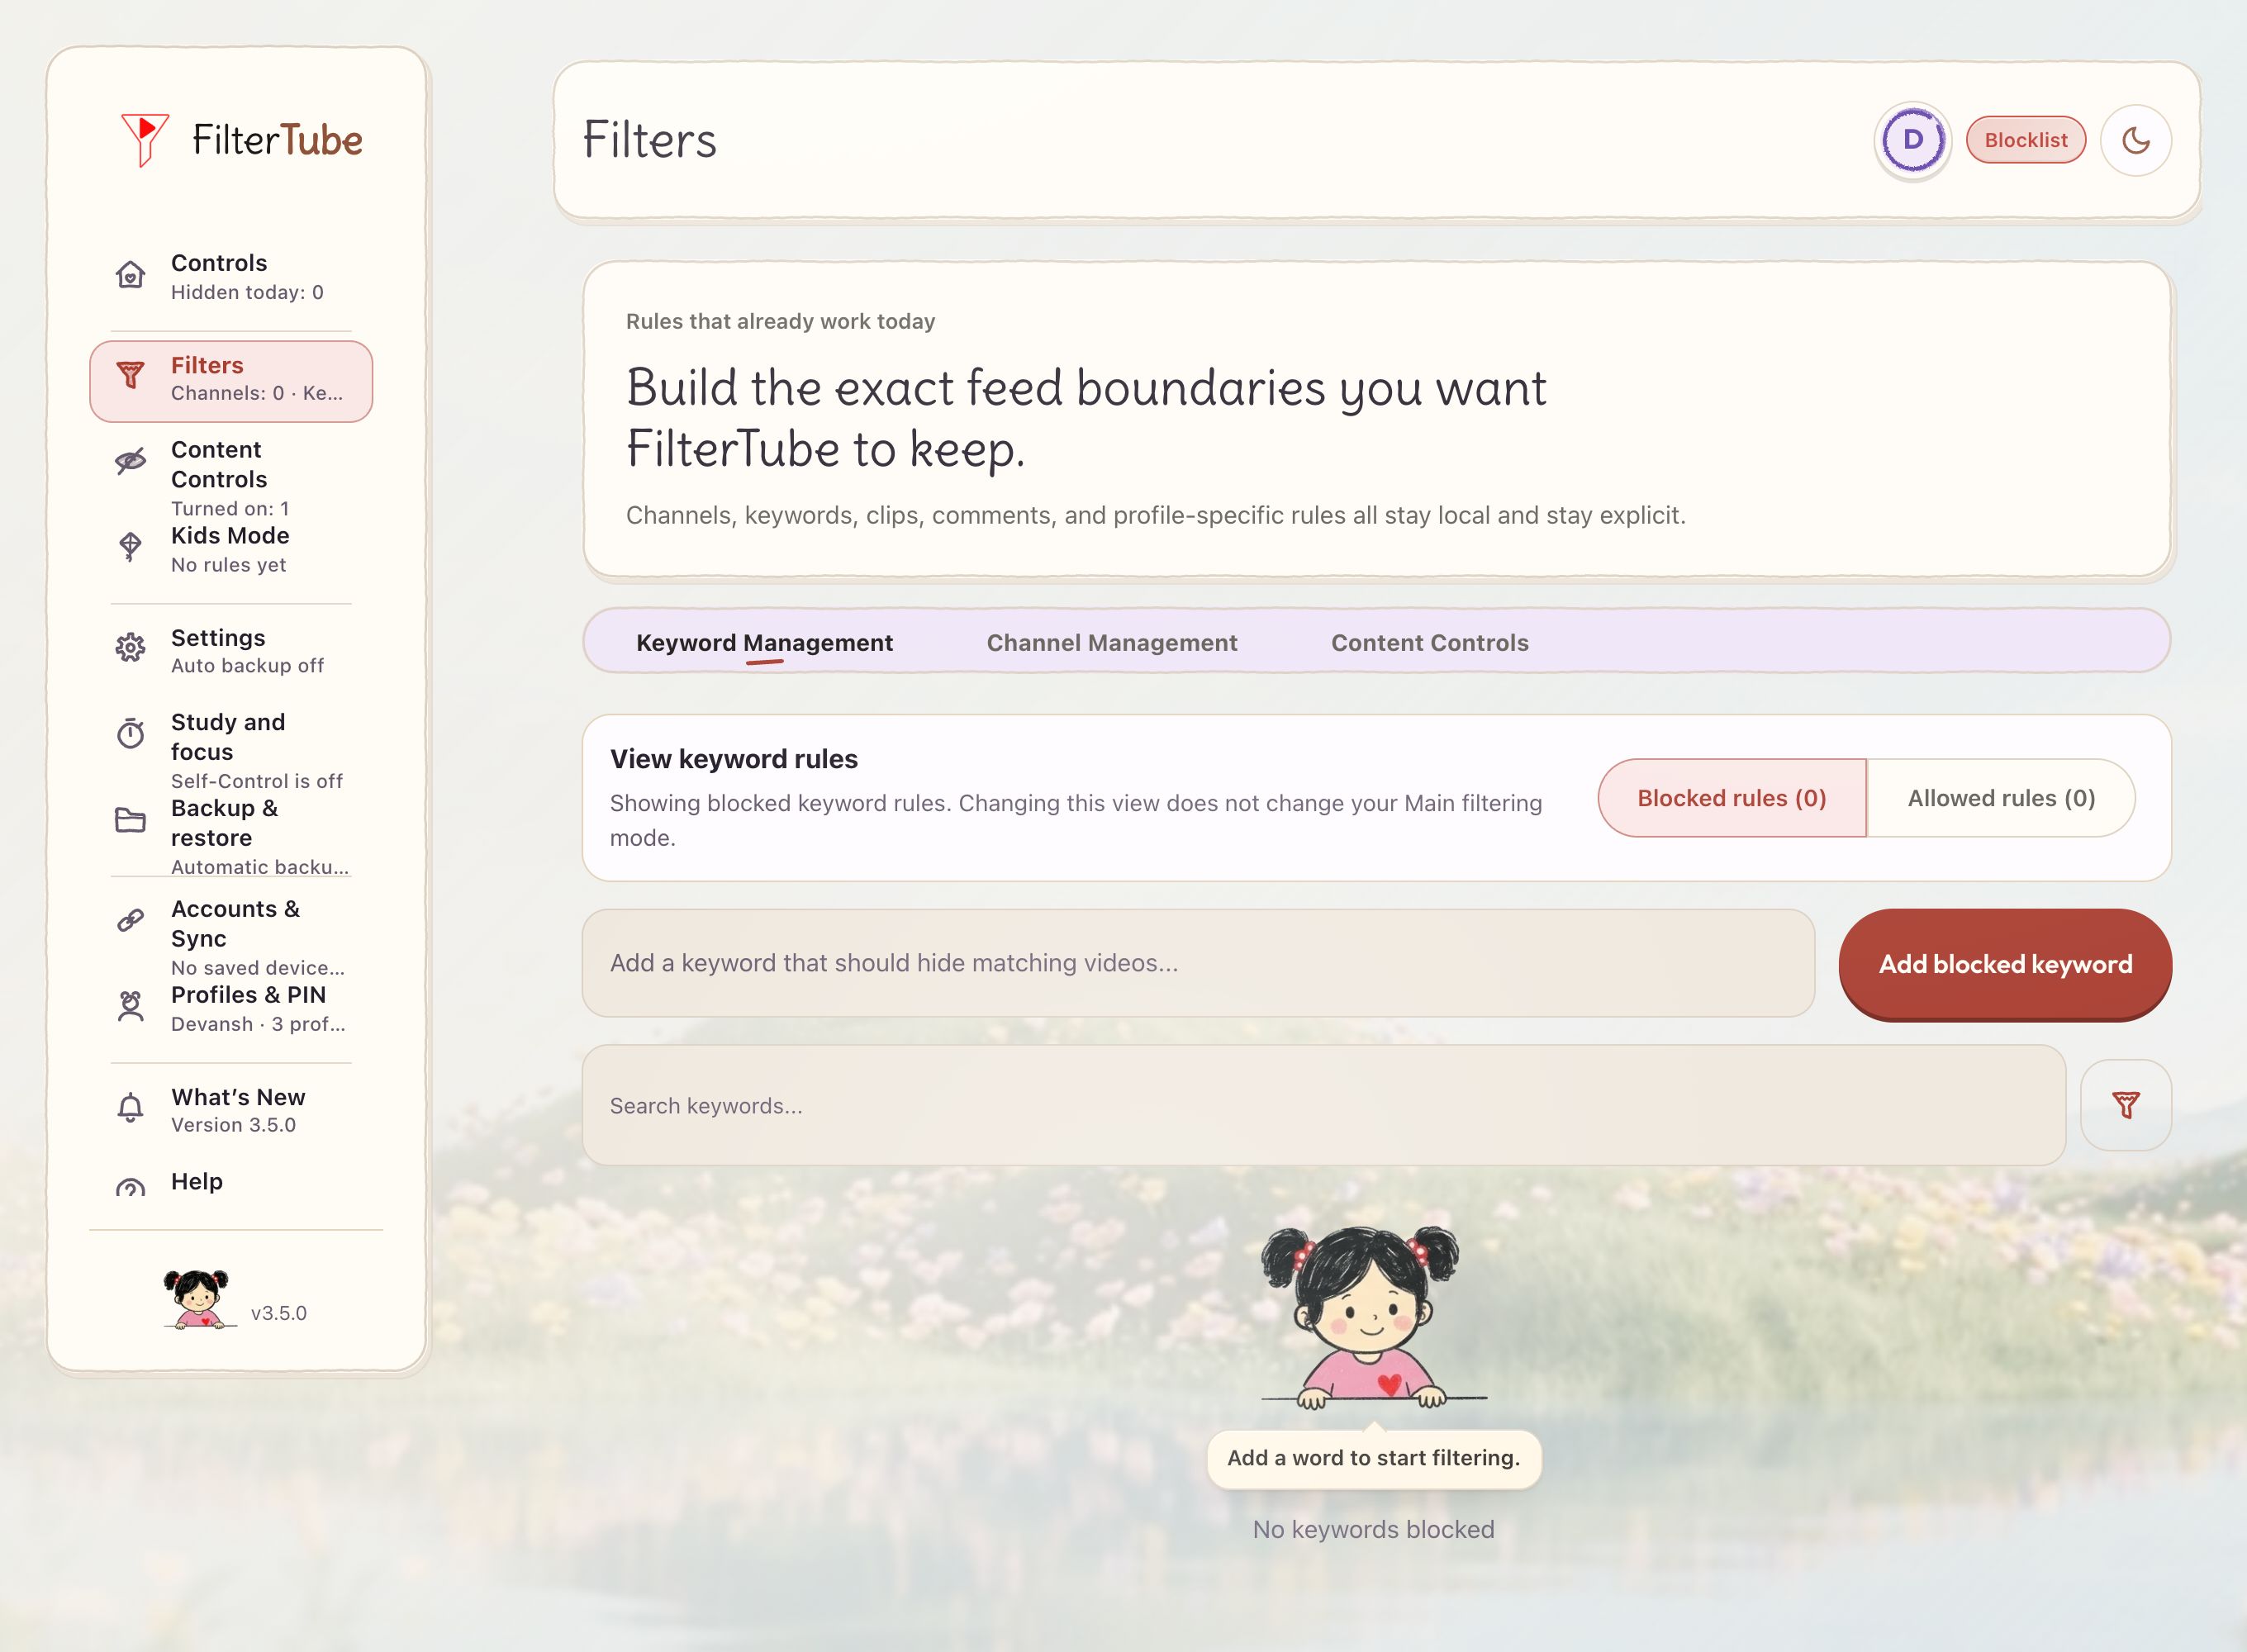 FilterTube
Controls
Hidden today: 0
Filters
Channels: 0 · Ke...
Content
Controls
Turned on: 1
Kids Mode
No rules yet
Settings
Auto backup off
Study and
focus
Self-Control is off
Backup &
restore
Automatic backu...
Accounts &
Sync
No saved device...
Profiles & PIN
Devansh · 3 prof...
What's New
Version 3.5.0
Help
v3.5.0
Filters
D
Blocklist
Rules that already work today
Build the exact feed boundaries you want
FilterTube to keep.
Channels, keywords, clips, comments, and profile-specific rules all stay local and stay explicit.
Keyword Management
Channel Management
Content Controls
View keyword rules
Showing blocked keyword rules. Changing this view does not change your Main filtering
mode.
Blocked rules (0)
Allowed rules (0)
Add a keyword that should hide matching videos...
Add blocked keyword
Search keywords...
Add a word to start filtering.
No keywords blocked